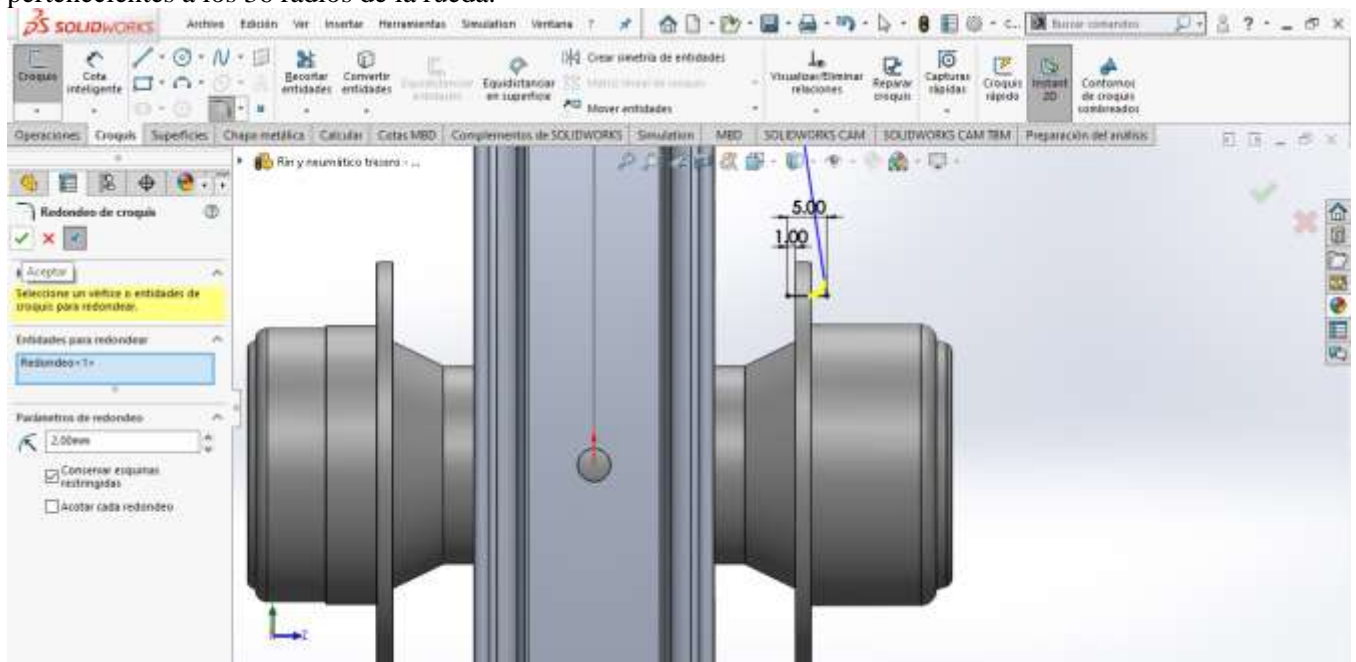 pertenecientes a los 36 radios de la rueda.
SOLIDWORKS Archivo Edición Ver Insertar Herramientas Simulation Ventana ? Buscar comandos
Croquis
Cota inteligente
Recortar entidades
Convertir entidades
Equidistanciar en superficie
Crear simetría de entidades
Mover entidades
Visualizar/Eliminar relaciones
Reparar croquis
Capturas rápidas
Croquis rápido
Instant 2D
Contornos de croquis sombreados
Operaciones Croquis Superficies Chapa metálica Calcular Cotas MBD Complementos de SOLIDWORKS Simulation MBD SOLIDWORKS CAM SOLIDWORKS CAM TBM Preparación del análisis
Rin y neumático trasero - ...
Redondeo de croquis
Aceptar
Seleccione un vértice o entidades de
croquis para redondear.
Entidades para redondear
Redondeo<1>
Parámetros de redondeo
2.00mm
Conservar esquinas
restringidas
Acotar cada redondeo
5.00
1.00
Z